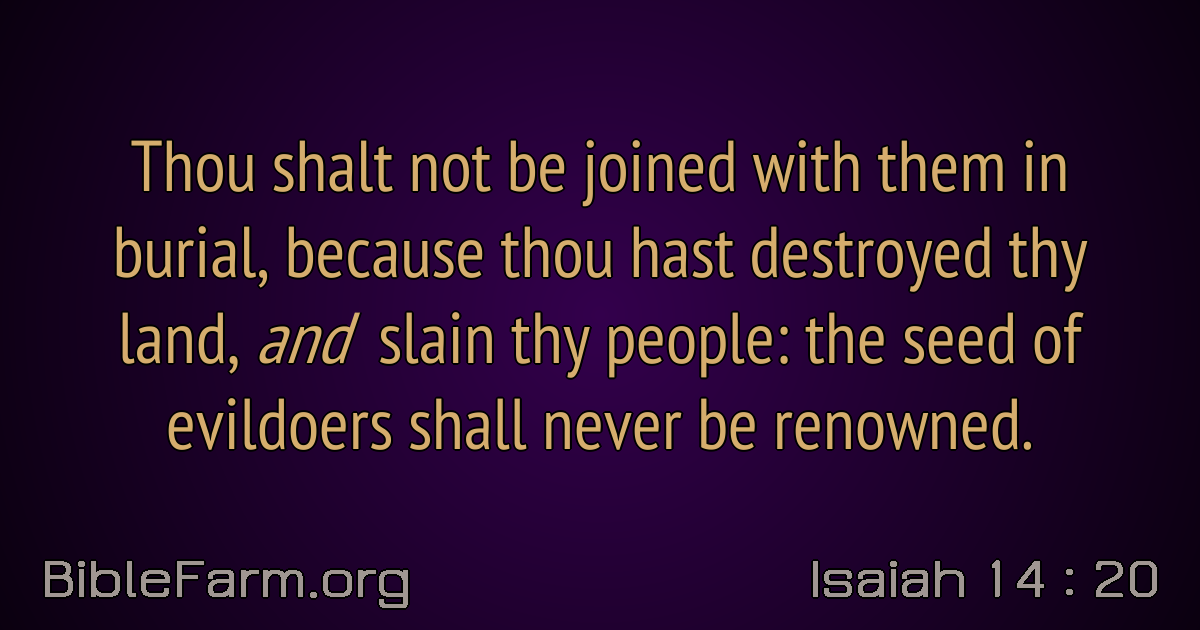 Thou shalt not be joined with them in
burial, because thou hast destroyed thy
land, and slain thy people: the seed of
evildoers shall never be renowned.
BibleFarm.org
Isaiah 14 : 20